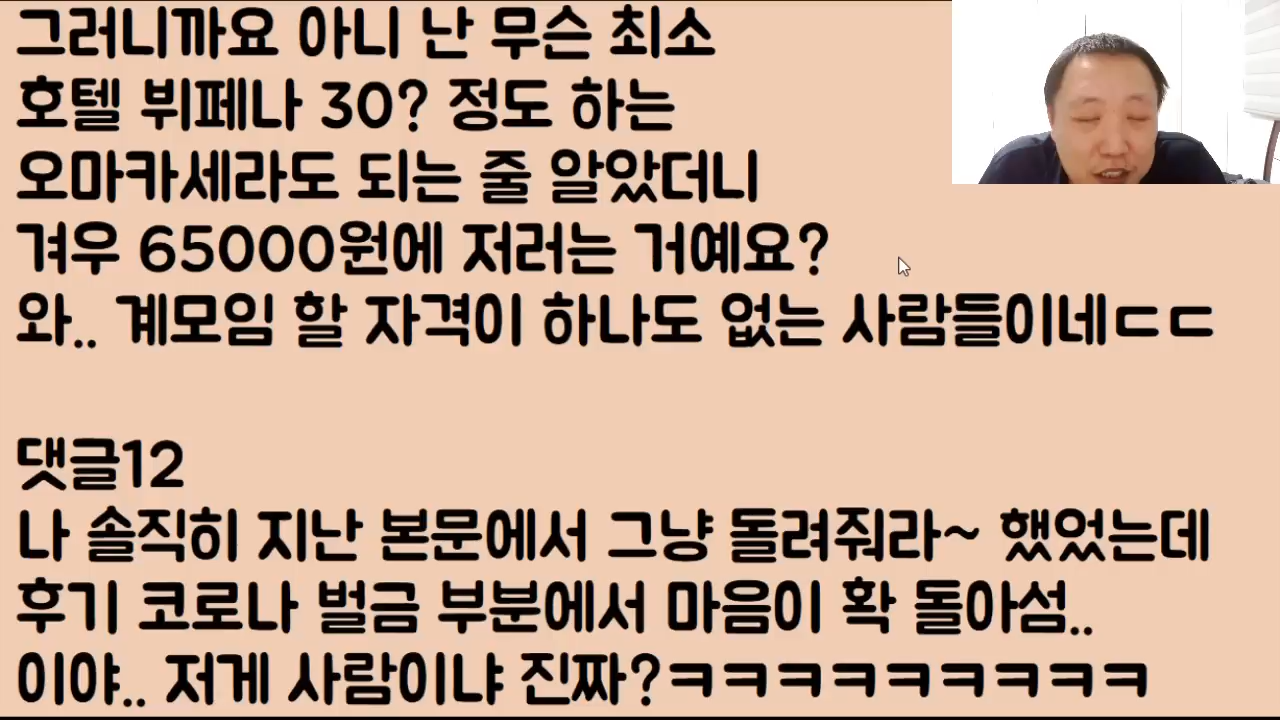 그러니까요 아니 난 무슨 최소
호텔 뷔페나 30? 정도 하는
오마카세라도 되는 줄 알았더니
겨우 65000원에 저러는 거예요?
와.. 계모임 할 자격이 하나도 없는 사람들이네ㄷㄷ
댓글12
나 솔직히 지난 본문에서 그냥 돌려줘라~ 했었는데
후기 코로나 벌금 부분에서 마음이 확 돌아섬..
이야.. 저게 사람이냐 진짜?ㅋㅋㅋㅋㅋㅋㅋㅋㅋ